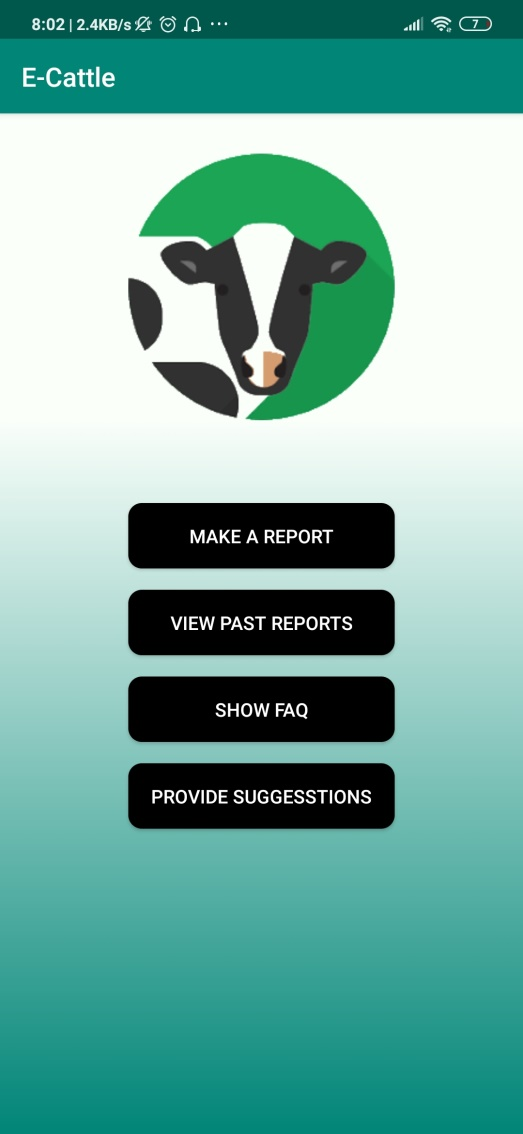 8:02 | 2.4KB/s ... 7
E-Cattle
MAKE A REPORT
VIEW PAST REPORTS
SHOW FAQ
PROVIDE SUGGESSTIONS